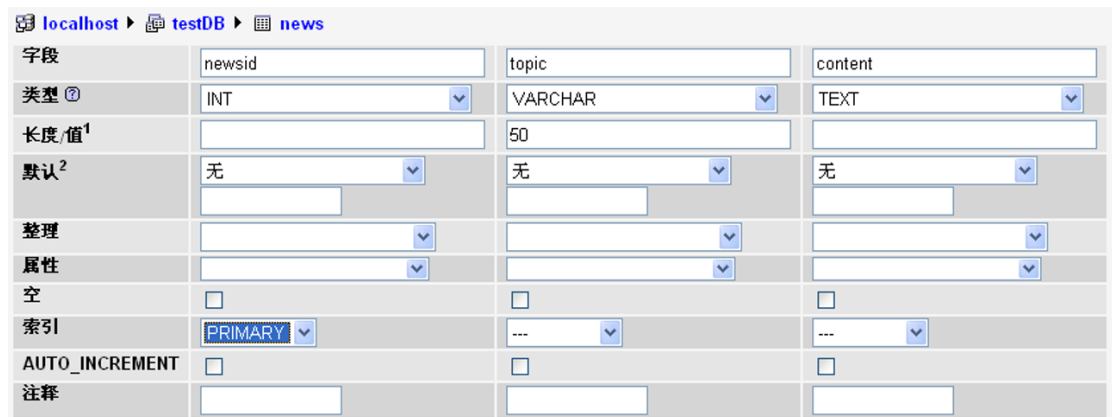 localhost ▸ testDB ▸ news
字段 newsid topic content
类型 INT VARCHAR TEXT
长度/值1 50
默认2 无 无 无
整理
属性
空
索引 PRIMARY --- ---
AUTO_INCREMENT
注释